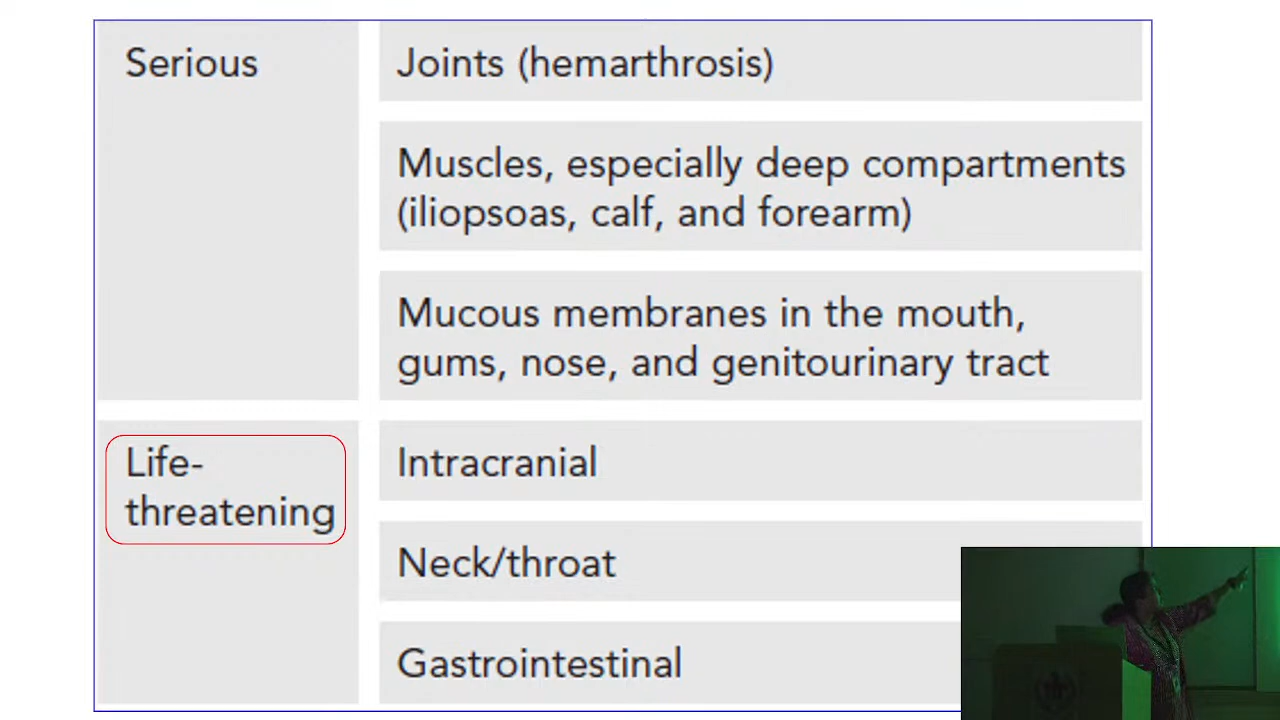 Serious
Joints (hemarthrosis)
Muscles, especially deep compartments
(iliopsoas, calf, and forearm)
Mucous membranes in the mouth,
gums, nose, and genitourinary tract
Life-
threatening
Intracranial
Neck/throat
Gastrointestinal